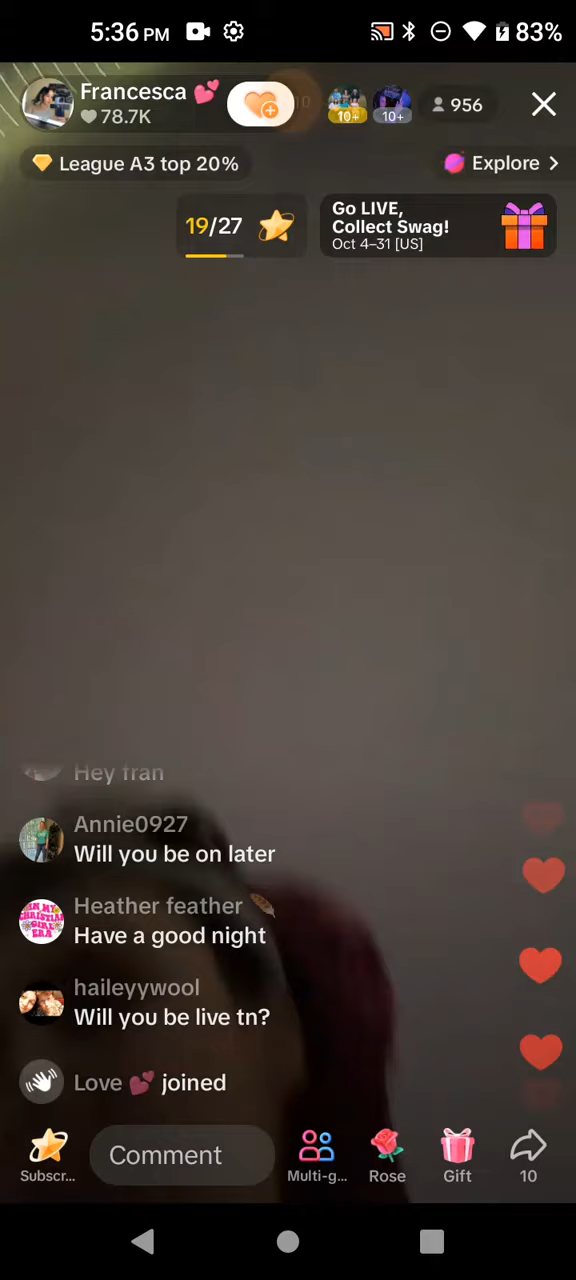 5:36 PM
83%
Francesca 💕
78.7K
10+
10+
956
League A3 top 20%
Explore >
19/27
Go LIVE,
Collect Swag!
Oct 4–31 [US]
Hey fran
Annie0927
Will you be on later
Heather feather 🪶
Have a good night
haileyywool
Will you be live tn?
Love 💕 joined
Comment
Subscr...
Multi-g...
Rose
Gift
10